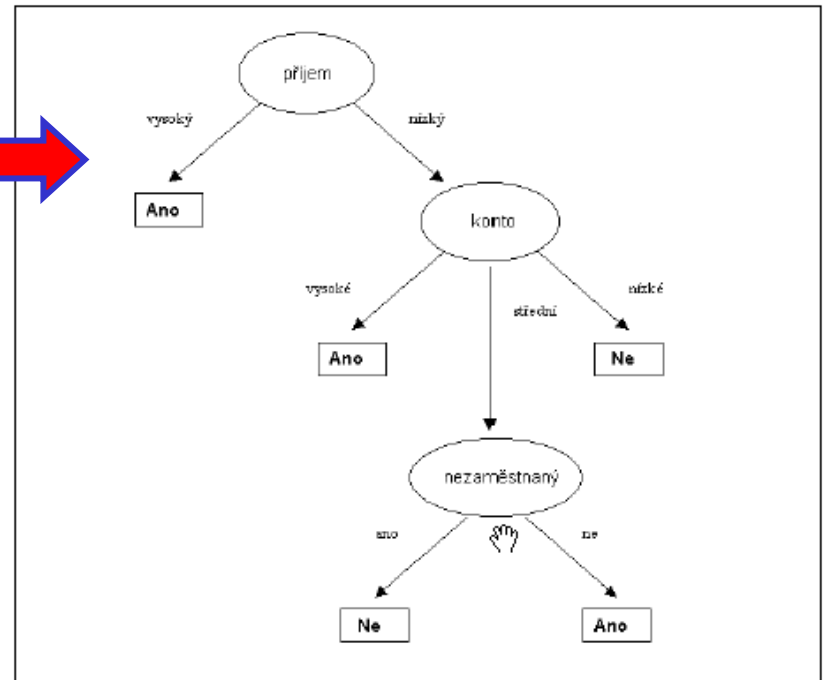 příjem
vysoký
nízký
Ano
konto
vysoké
střední
nízké
Ano
Ne
nezaměstnaný
ano
ne
Ne
Ano